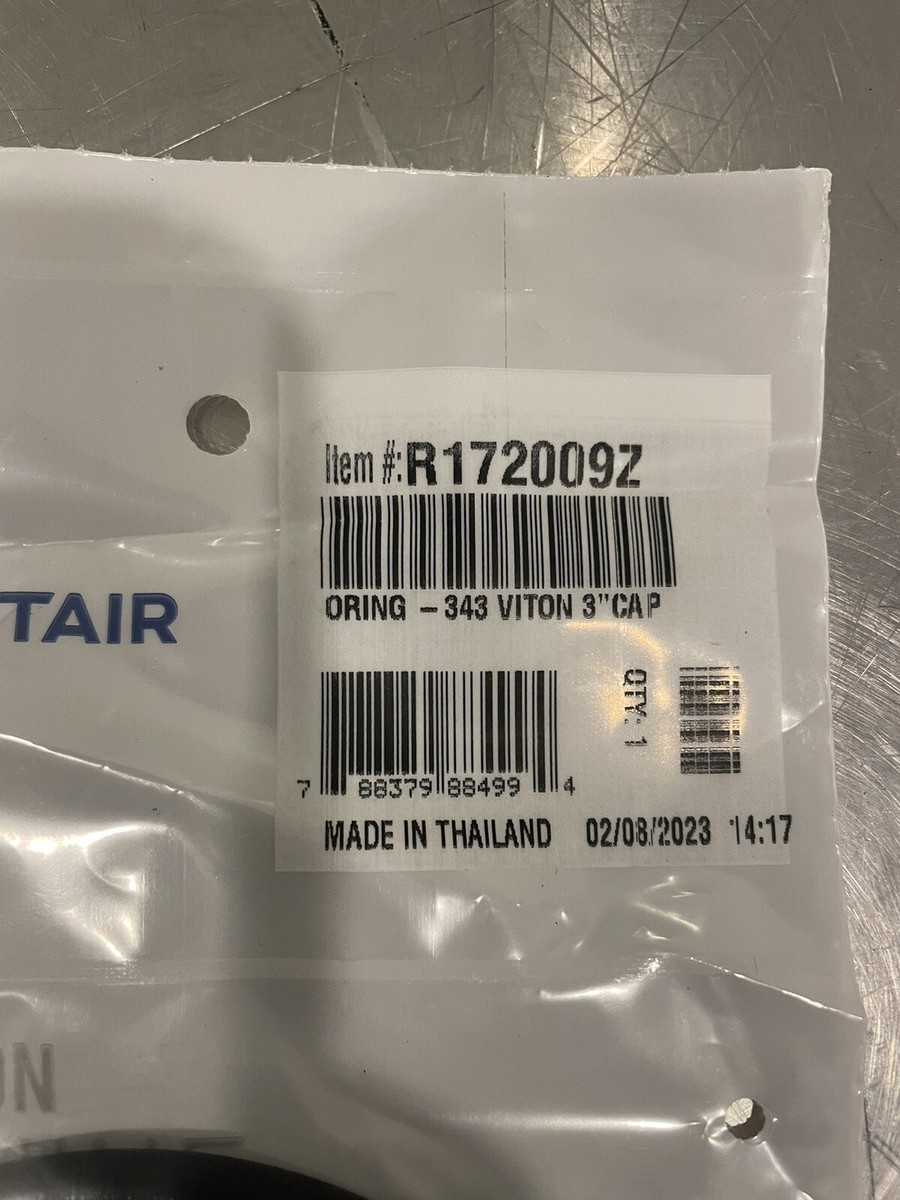 Item #:R172009Z
ORING – 343 VITON 3"CAP
TAIR
QTY. 1
7 88379 88499 4
MADE IN THAILAND 02/08/2023 14:17
ON